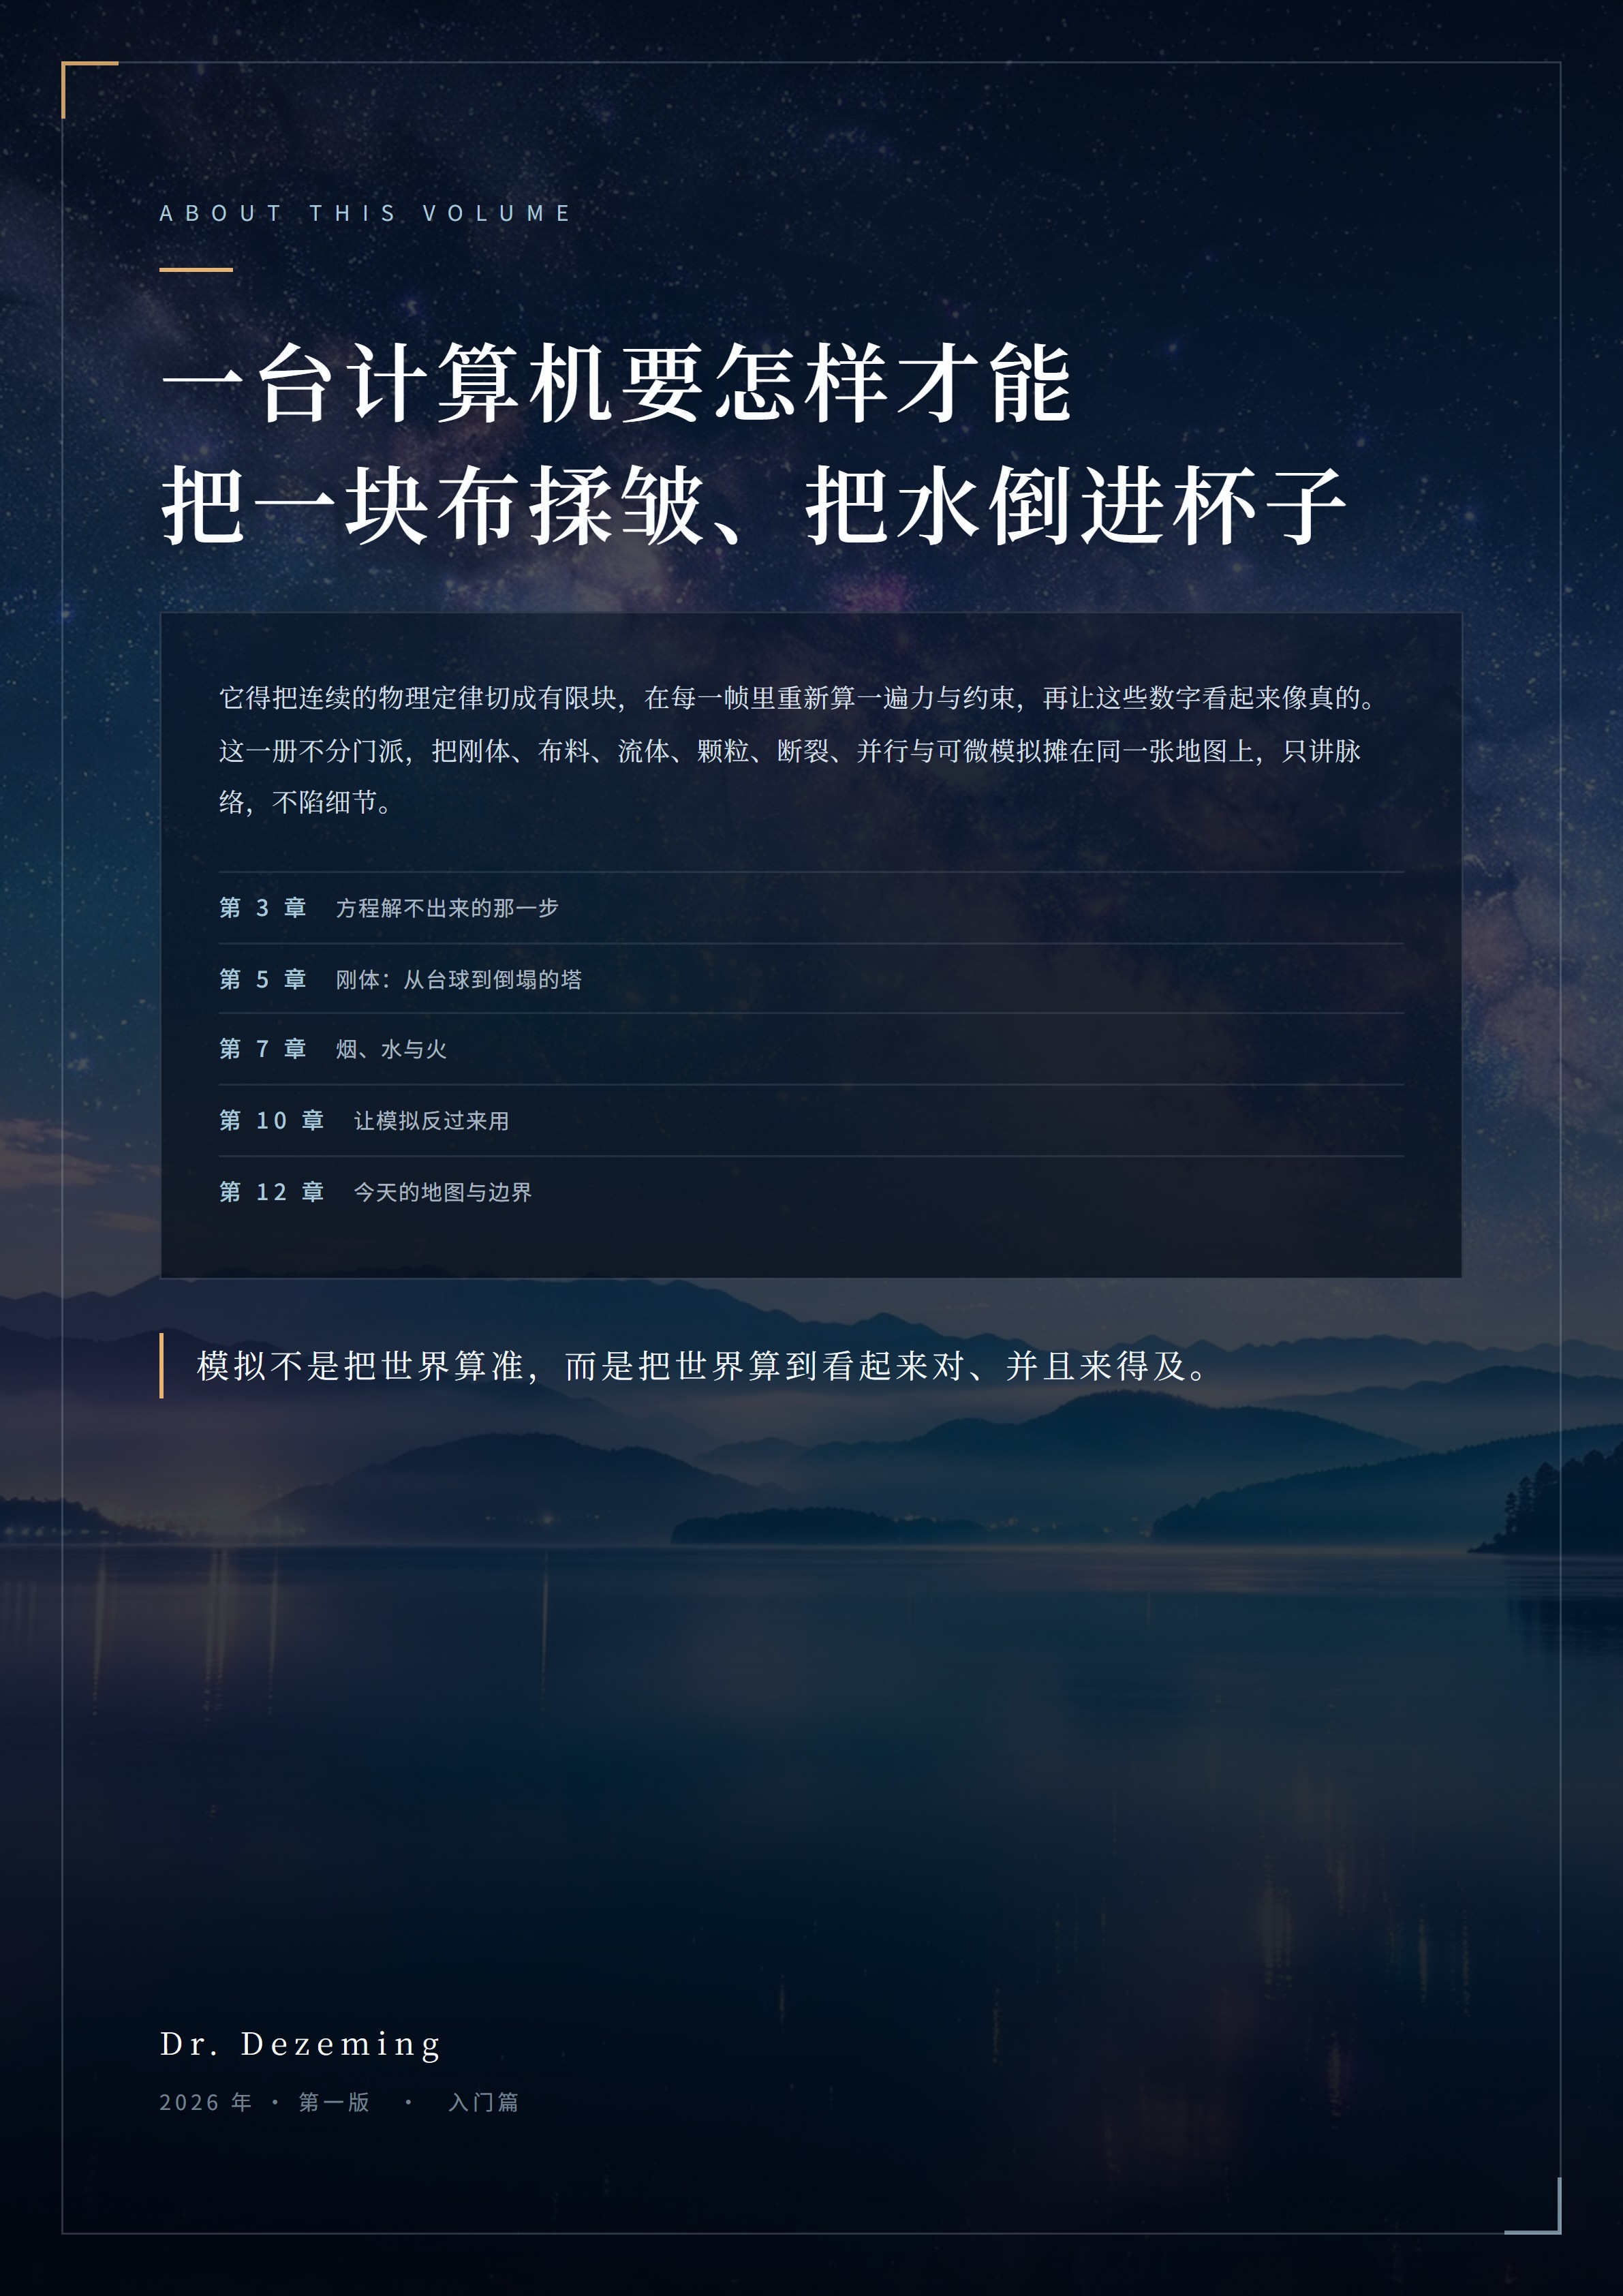 ABOUT THIS VOLUME
一台计算机要怎样才能
把一块布揉皱、把水倒进杯子
它得把连续的物理定律切成有限块，在每一帧里重新算一遍力与约束，再让这些数字看起来像真的。
这一册不分门派，把刚体、布料、流体、颗粒、断裂、并行与可微模拟摊在同一张地图上，只讲脉
络，不陷细节。
第 3 章 方程解不出来的那一步
第 5 章 刚体：从台球到倒塌的塔
第 7 章 烟、水与火
第 10 章 让模拟反过来用
第 12 章 今天的地图与边界
模拟不是把世界算准，而是把世界算到看起来对、并且来得及。
Dr. Dezeming
2026 年 · 第一版 · 入门篇